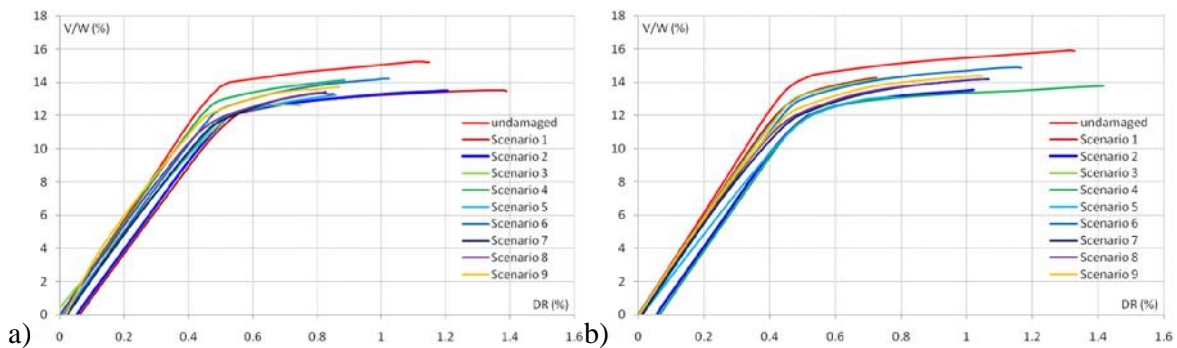 18
V/W (%)
16
14
12
10
8
6
4
2
0
undamaged
Scenario 1
Scenario 2
Scenario 3
Scenario 4
Scenario 5
Scenario 6
Scenario 7
Scenario 8
Scenario 9
DR (%)
0 0.2 0.4 0.6 0.8 1 1.2 1.4 1.6
a)
18
V/W (%)
16
14
12
10
8
6
4
2
0
undamaged
Scenario 1
Scenario 2
Scenario 3
Scenario 4
Scenario 5
Scenario 6
Scenario 7
Scenario 8
Scenario 9
DR (%)
0 0.2 0.4 0.6 0.8 1 1.2 1.4 1.6
b)